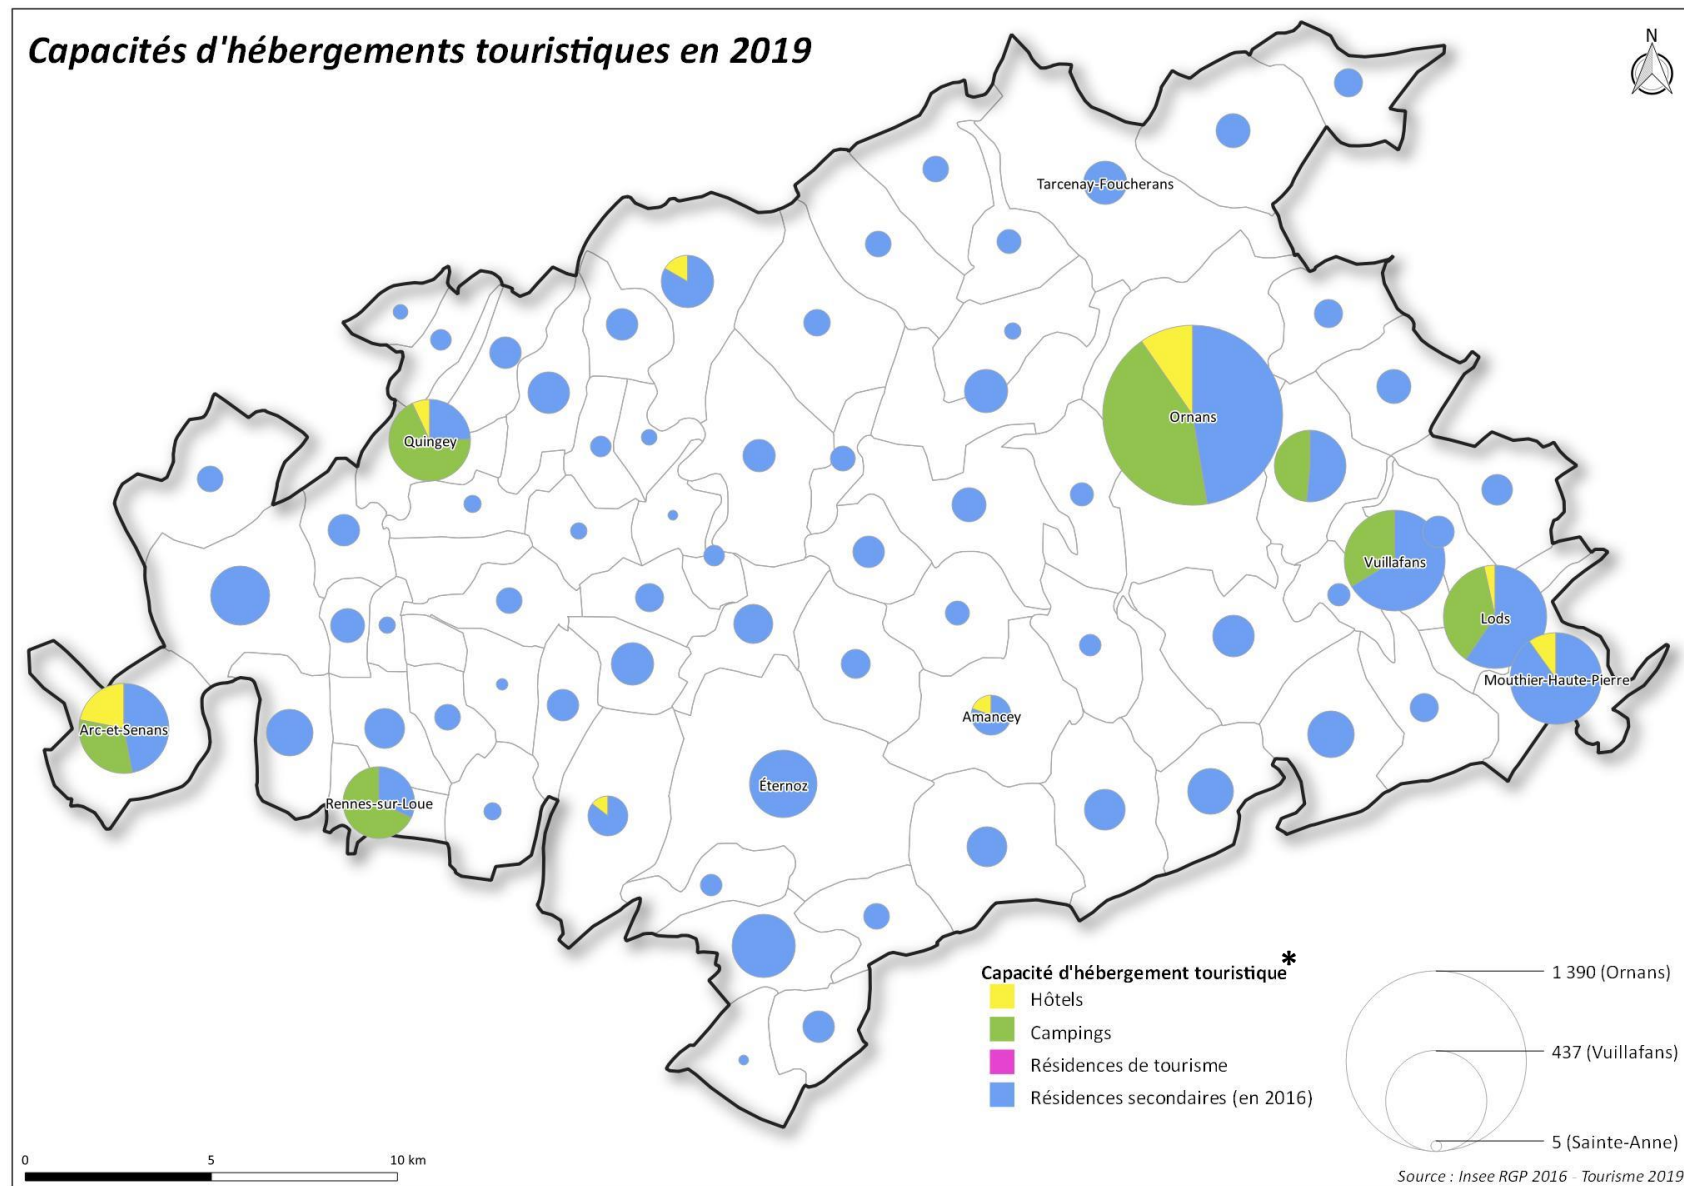 Capacités d'hébergements touristiques en 2019
N
Tarcenay-Foucherans
Ornans
Quingey
Vuillafans
Lods
Mouthier-Haute-Pierre
Amancey
Arc-et-Senans
Éternoz
Rennes-sur-Loue
Capacité d'hébergement touristique*
Hôtels
Campings
Résidences de tourisme
Résidences secondaires (en 2016)
1 390 (Ornans)
437 (Vuillafans)
5 (Sainte-Anne)
0 5 10 km
Source : Insee RGP 2016 - Tourisme 2019